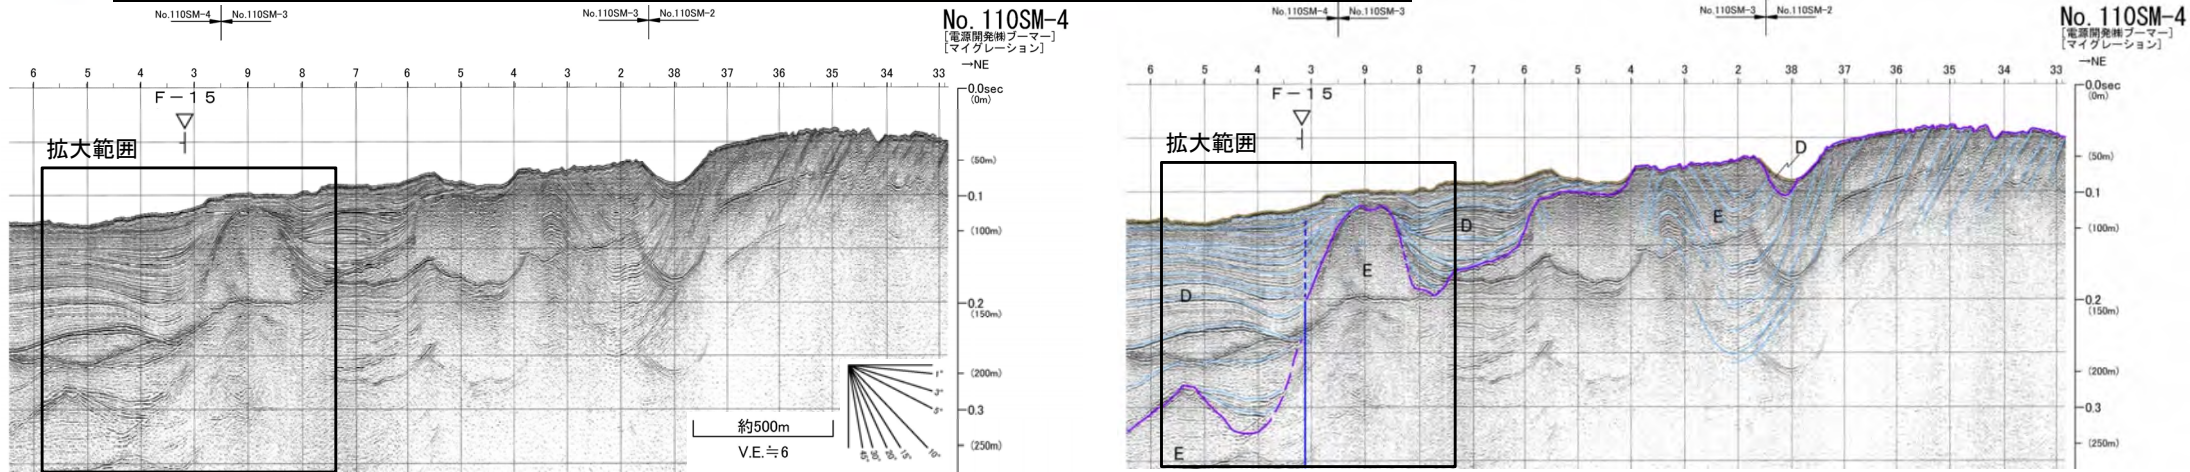 No.110SM-4 No.110SM-3
No.110SM-3 No.110SM-2
No. 110SM-4
[電源開発㈱ブーマー]
[マイグレーション]
→NE
6 5 4 3 9 8 7 6 5 4 3 2 38 37 36 35 34 33
F-15
拡大範囲
0.0sec
(0m)
(50m)
0.1
(100m)
0.2
(150m)
(200m)
0.3
(250m)
約500m
V.E.≒6
1°
3°
5°
10°
15°
20°
30°
45°
No.110SM-4 No.110SM-3
No.110SM-3 No.110SM-2
No. 110SM-4
[電源開発㈱ブーマー]
[マイグレーション]
→NE
6 5 4 3 9 8 7 6 5 4 3 2 38 37 36 35 34 33
F-15
拡大範囲
D
E
D
E
D
E
0.0sec
(0m)
(50m)
0.1
(100m)
0.2
(150m)
(200m)
0.3
(250m)